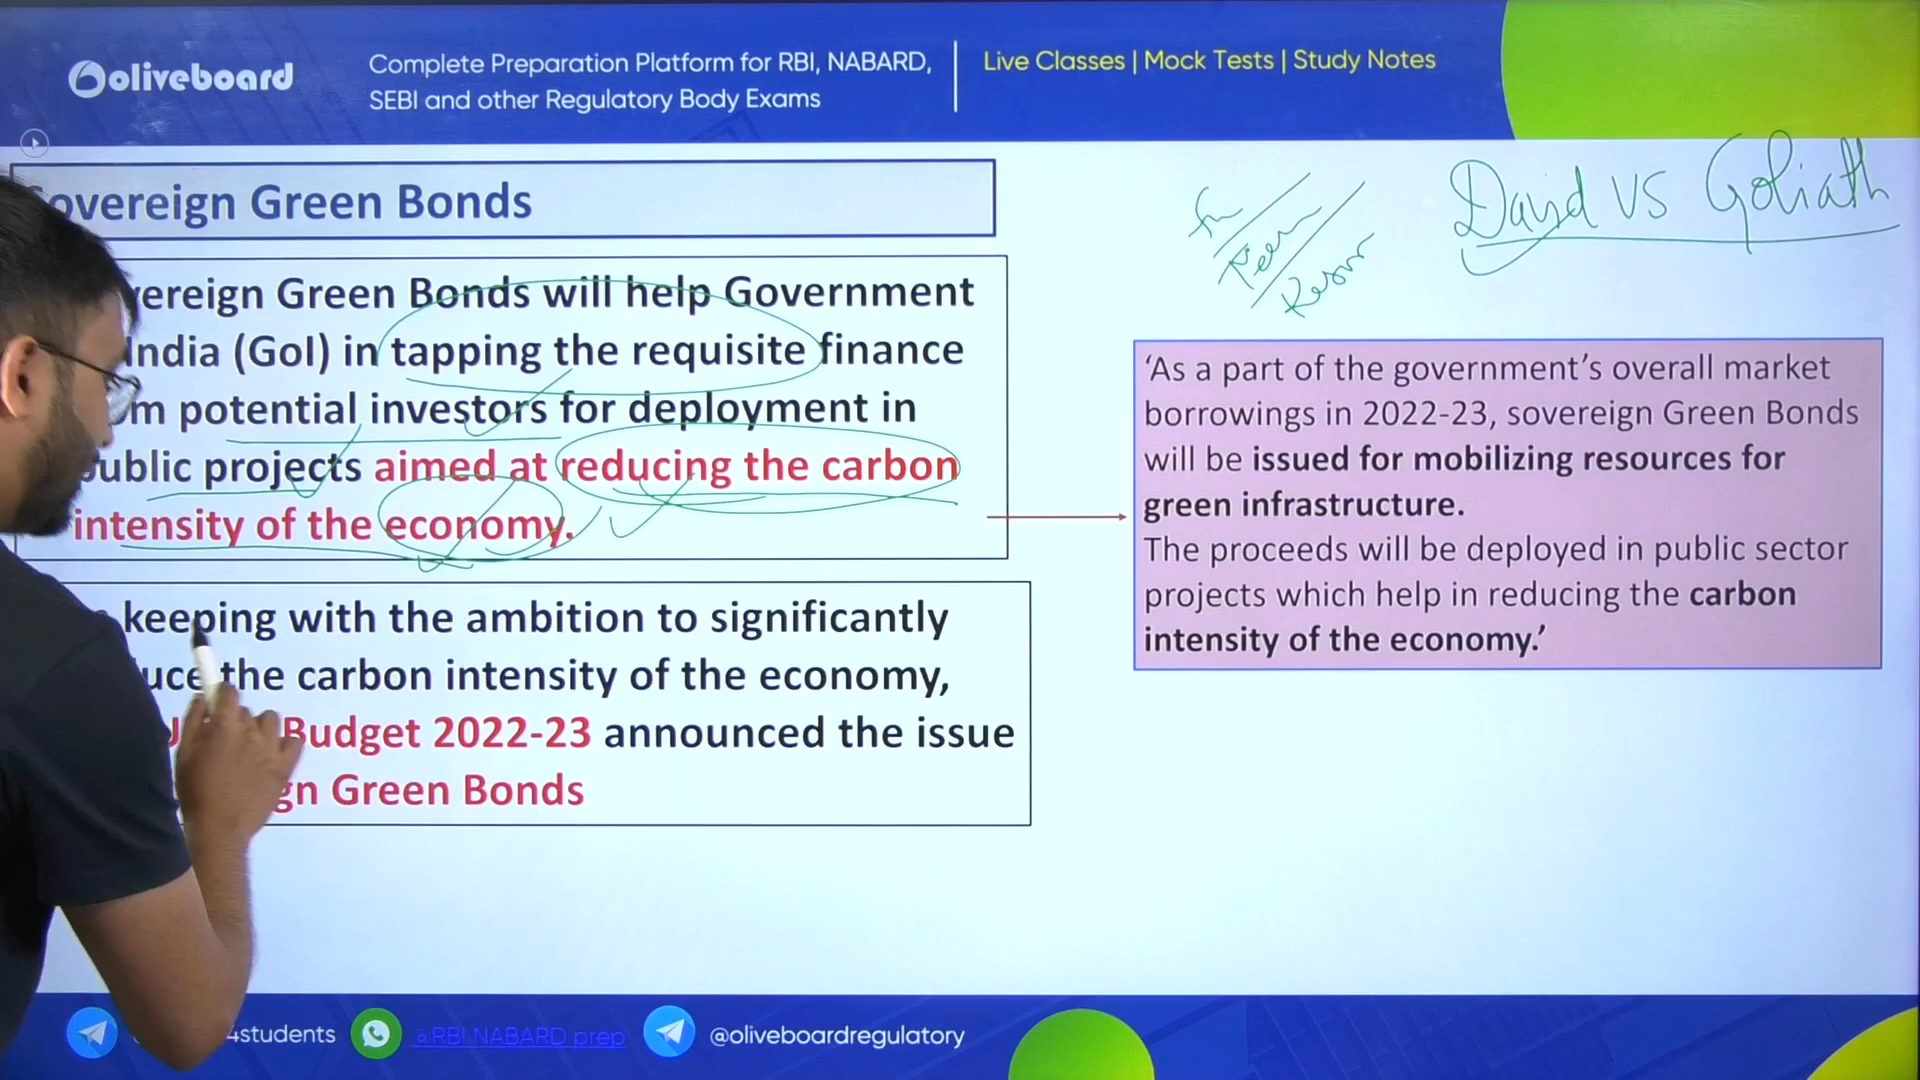 oliveboard
Complete Preparation Platform for RBI, NABARD,
SEBI and other Regulatory Body Exams
Live Classes | Mock Tests | Study Notes
overeign Green Bonds
David vs Goliath
ereign Green Bonds will help Government
India (GoI) in tapping the requisite finance
m potential investors for deployment in
public projects aimed at reducing the carbon
intensity of the economy.
keeping with the ambition to significantly
uce the carbon intensity of the economy,
Budget 2022-23 announced the issue
gn Green Bonds
‘As a part of the government’s overall market
borrowings in 2022-23, sovereign Green Bonds
will be issued for mobilizing resources for
green infrastructure.
The proceeds will be deployed in public sector
projects which help in reducing the carbon
intensity of the economy.’
4students
@RBI NABARD prep
@oliveboardregulatory